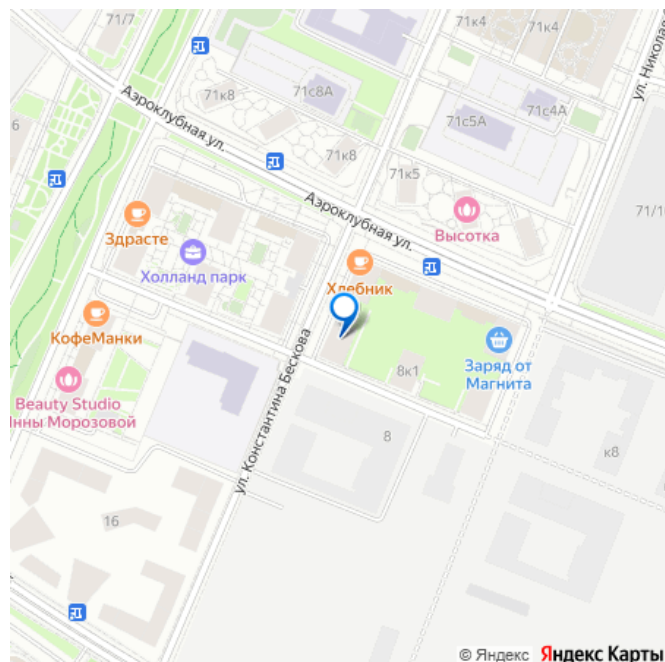 71/7
71к4
71к4
ул. Никола
71к8
71с8А
Аэроклубная ул.
71с5А
71с4А
6
71к8
71к5
Аэроклубная ул.
71/1
Здрасте
Высотка
Холланд парк
Хлебник
КофеМанки
Заряд от
Магнита
8к1
Beauty Studio
Инны Морозовой
ул. Константина Бескова
8
к8
16
© Яндекс Яндекс Карты